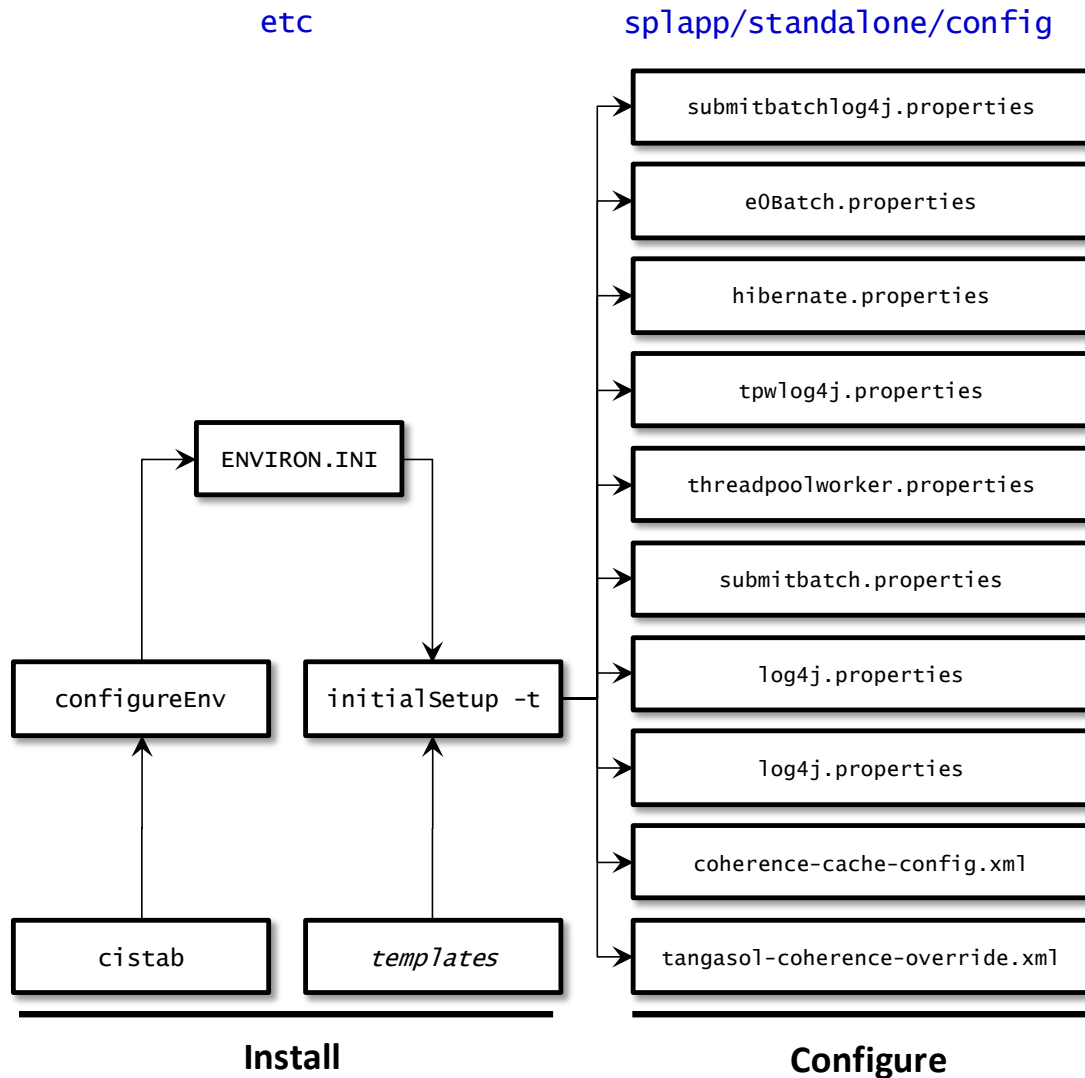 etc
splapp/standalone/config
submitbatchlog4j.properties
e0Batch.properties
hibernate.properties
tpwlog4j.properties
ENVIRON.INI
threadpoolworker.properties
submitbatch.properties
configureEnv
initialSetup -t
log4j.properties
log4j.properties
coherence-cache-config.xml
cistab
templates
tangasol-coherence-override.xml
Install
Configure